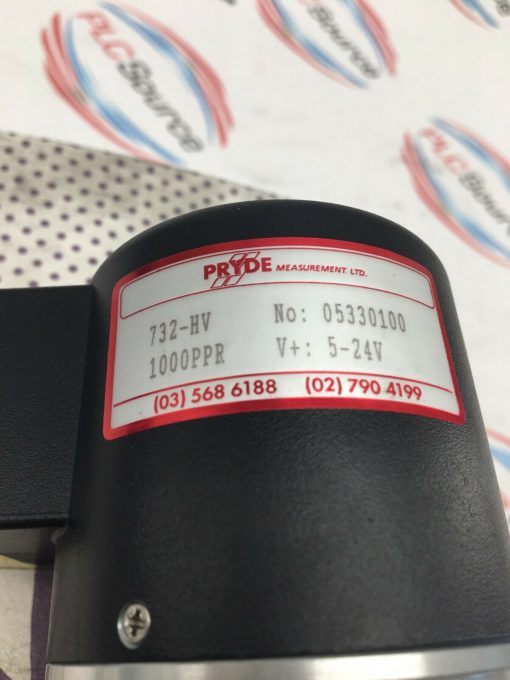 PLC Source
PLC Source
PLC Source
PRYDE MEASUREMENT LTD.
732-HV No: 05330100
1000PPR V+: 5-24V
(03) 568 6188 (02) 790 4199